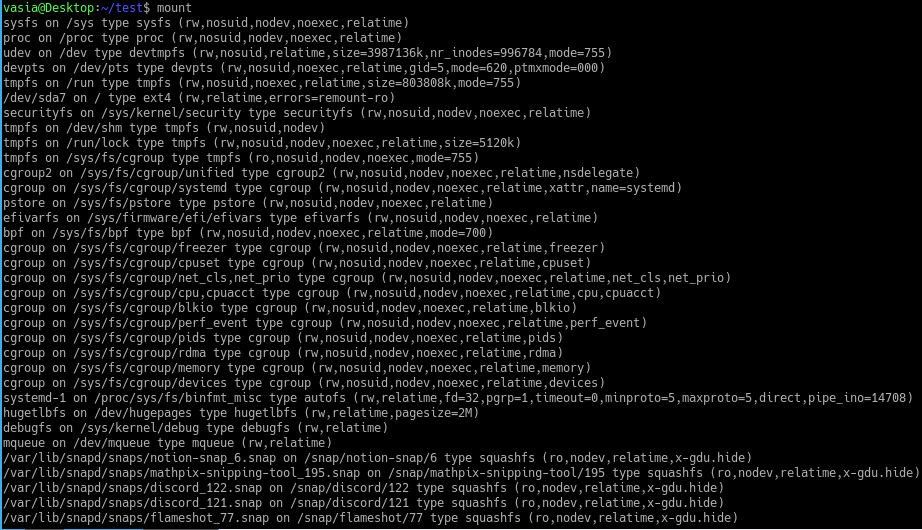 vasia@Desktop:~/test$ mount
sysfs on /sys type sysfs (rw,nosuid,nodev,noexec,relatime)
proc on /proc type proc (rw,nosuid,nodev,noexec,relatime)
udev on /dev type devtmpfs (rw,nosuid,relatime,size=3987136k,nr_inodes=996784,mode=755)
devpts on /dev/pts type devpts (rw,nosuid,noexec,relatime,gid=5,mode=620,ptmxmode=000)
tmpfs on /run type tmpfs (rw,nosuid,noexec,relatime,size=803808k,mode=755)
/dev/sda7 on / type ext4 (rw,relatime,errors=remount-ro)
securityfs on /sys/kernel/security type securityfs (rw,nosuid,nodev,noexec,relatime)
tmpfs on /dev/shm type tmpfs (rw,nosuid,nodev)
tmpfs on /run/lock type tmpfs (rw,nosuid,nodev,noexec,relatime,size=5120k)
tmpfs on /sys/fs/cgroup type tmpfs (ro,nosuid,nodev,noexec,mode=755)
cgroup2 on /sys/fs/cgroup/unified type cgroup2 (rw,nosuid,nodev,noexec,relatime,nsdelegate)
cgroup on /sys/fs/cgroup/systemd type cgroup (rw,nosuid,nodev,noexec,relatime,xattr,name=systemd)
pstore on /sys/fs/pstore type pstore (rw,nosuid,nodev,noexec,relatime)
efivarfs on /sys/firmware/efi/efivars type efivarfs (rw,nosuid,nodev,noexec,relatime)
bpf on /sys/fs/bpf type bpf (rw,nosuid,nodev,noexec,relatime,mode=700)
cgroup on /sys/fs/cgroup/freezer type cgroup (rw,nosuid,nodev,noexec,relatime,freezer)
cgroup on /sys/fs/cgroup/cpuset type cgroup (rw,nosuid,nodev,noexec,relatime,cpuset)
cgroup on /sys/fs/cgroup/net_cls,net_prio type cgroup (rw,nosuid,nodev,noexec,relatime,net_cls,net_prio)
cgroup on /sys/fs/cgroup/cpu,cpuacct type cgroup (rw,nosuid,nodev,noexec,relatime,cpu,cpuacct)
cgroup on /sys/fs/cgroup/blkio type cgroup (rw,nosuid,nodev,noexec,relatime,blkio)
cgroup on /sys/fs/cgroup/perf_event type cgroup (rw,nosuid,nodev,noexec,relatime,perf_event)
cgroup on /sys/fs/cgroup/pids type cgroup (rw,nosuid,nodev,noexec,relatime,pids)
cgroup on /sys/fs/cgroup/rdma type cgroup (rw,nosuid,nodev,noexec,relatime,rdma)
cgroup on /sys/fs/cgroup/memory type cgroup (rw,nosuid,nodev,noexec,relatime,memory)
cgroup on /sys/fs/cgroup/devices type cgroup (rw,nosuid,nodev,noexec,relatime,devices)
systemd-1 on /proc/sys/fs/binfmt_misc type autofs (rw,relatime,fd=32,pgrp=1,timeout=0,minproto=5,maxproto=5,direct,pipe_ino=14708)
hugetlbfs on /dev/hugepages type hugetlbfs (rw,relatime,pagesize=2M)
debugfs on /sys/kernel/debug type debugfs (rw,relatime)
mqueue on /dev/mqueue type mqueue (rw,relatime)
/var/lib/snapd/snaps/notion-snap_6.snap on /snap/notion-snap/6 type squashfs (ro,nodev,relatime,x-gdu.hide)
/var/lib/snapd/snaps/mathpix-snipping-tool_195.snap on /snap/mathpix-snipping-tool/195 type squashfs (ro,nodev,relatime,x-gdu.hide)
/var/lib/snapd/snaps/discord_122.snap on /snap/discord/122 type squashfs (ro,nodev,relatime,x-gdu.hide)
/var/lib/snapd/snaps/discord_121.snap on /snap/discord/121 type squashfs (ro,nodev,relatime,x-gdu.hide)
/var/lib/snapd/snaps/flameshot_77.snap on /snap/flameshot/77 type squashfs (ro,nodev,relatime,x-gdu.hide)